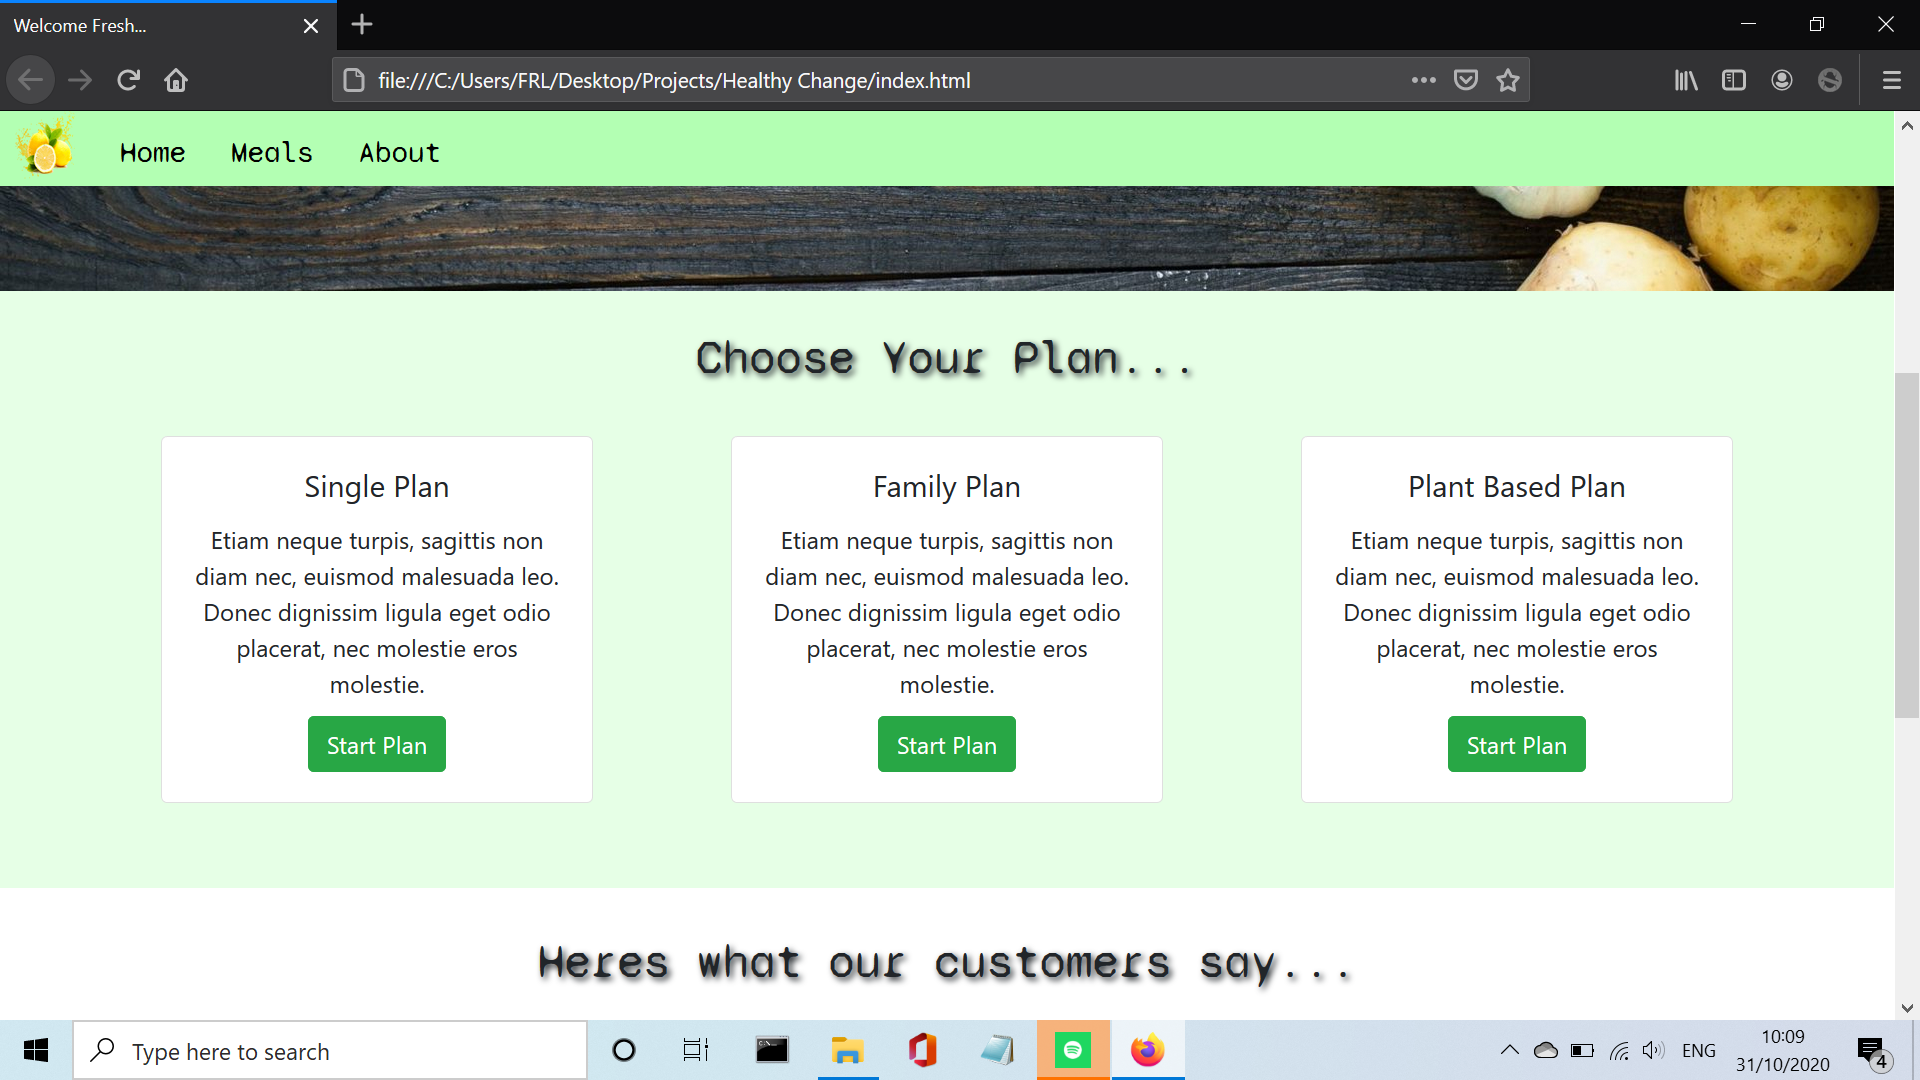 Welcome Fresh...
file:///C:/Users/FRL/Desktop/Projects/Healthy Change/index.html
Home Meals About
Choose Your Plan...
Single Plan
Etiam neque turpis, sagittis non
diam nec, euismod malesuada leo.
Donec dignissim ligula eget odio
placerat, nec molestie eros
molestie.
Start Plan
Family Plan
Etiam neque turpis, sagittis non
diam nec, euismod malesuada leo.
Donec dignissim ligula eget odio
placerat, nec molestie eros
molestie.
Start Plan
Plant Based Plan
Etiam neque turpis, sagittis non
diam nec, euismod malesuada leo.
Donec dignissim ligula eget odio
placerat, nec molestie eros
molestie.
Start Plan
Heres what our customers say...
Type here to search
ENG
10:09
31/10/2020
4